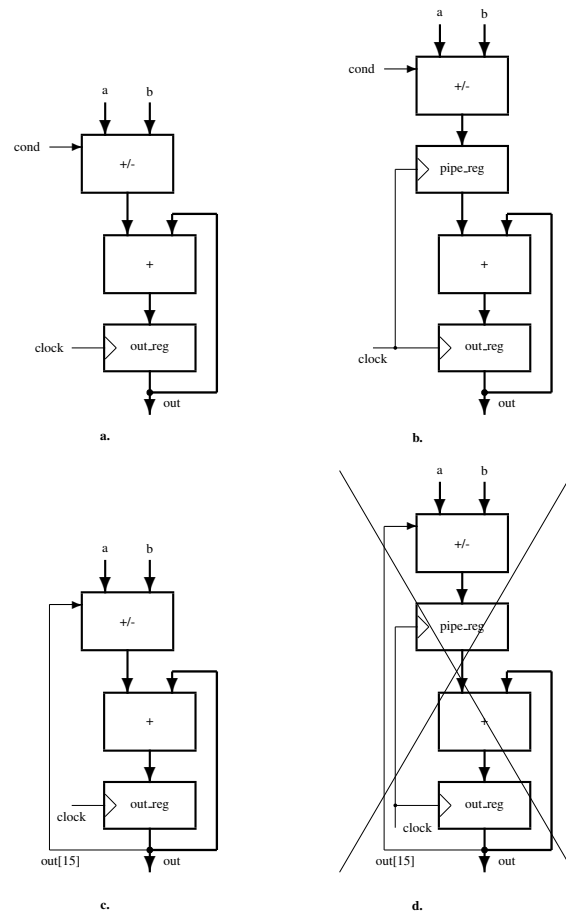 a b
cond
+/-
+
clock
out_reg
out
a.
a b
cond
+/-
pipe_reg
+
out_reg
clock
out
b.
a b
+/-
+
out_reg
clock
out[15]
out
c.
a b
+/-
pipe_reg
+
out_reg
clock
out[15]
out
d.